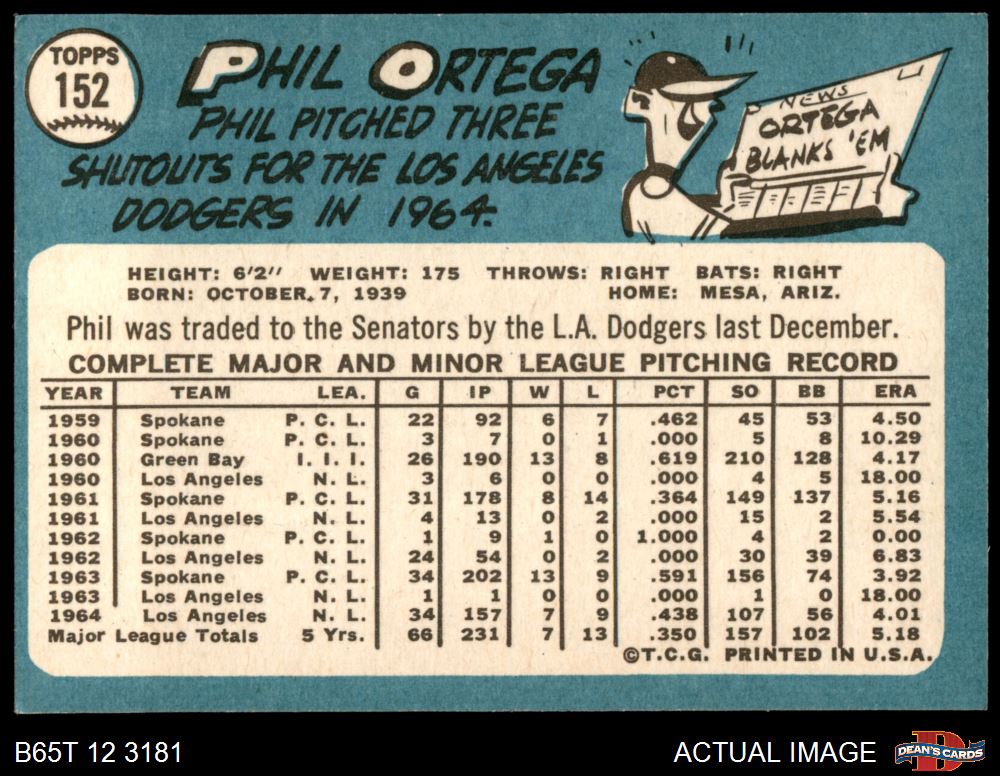 TOPPS
152
PHIL ORTEGA
PHIL PITCHED THREE
SHUTOUTS FOR THE LOS ANGELES
DODGERS IN 1964.
NEWS
ORTEGA
BLANKS 'EM
HEIGHT: 6'2" WEIGHT: 175 THROWS: RIGHT BATS: RIGHT
BORN: OCTOBER 7, 1939 HOME: MESA, ARIZ.
Phil was traded to the Senators by the L.A. Dodgers last December.
COMPLETE MAJOR AND MINOR LEAGUE PITCHING RECORD
YEAR TEAM LEA. G IP W L PCT SO BB ERA
1959 Spokane P. C. L. 22 92 6 7 .462 45 53 4.50
1960 Spokane P. C. L. 3 7 0 1 .000 5 8 10.29
1960 Green Bay I. I. I. 26 190 13 8 .619 210 128 4.17
1960 Los Angeles N. L. 3 6 0 0 .000 4 5 18.00
1961 Spokane P. C. L. 31 178 8 14 .364 149 137 5.16
1961 Los Angeles N. L. 4 13 0 2 .000 15 2 5.54
1962 Spokane P. C. L. 1 9 1 0 1.000 4 2 0.00
1962 Los Angeles N. L. 24 54 0 2 .000 30 39 6.83
1963 Spokane P. C. L. 34 202 13 9 .591 156 74 3.92
1963 Los Angeles N. L. 1 1 0 0 .000 1 0 18.00
1964 Los Angeles N. L. 34 157 7 9 .438 107 56 4.01
Major League Totals 5 Yrs. 66 231 7 13 .350 157 102 5.18
©T.C.G. PRINTED IN U.S.A.
B65T 12 3181 ACTUAL IMAGE
D
DEAN'S CARDS